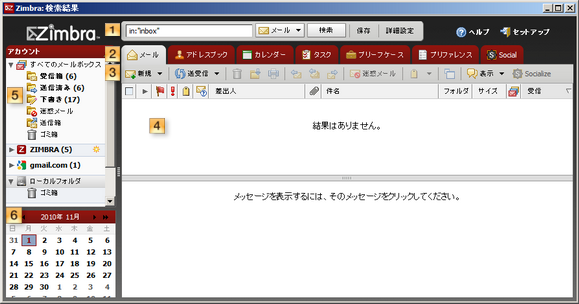 Zimbra: 検索結果
Zimbra
1
in:"inbox"
メール
検索
保存
詳細設定
ヘルプ
セットアップ
アカウント
すべてのメールボックス
受信箱 (6)
送信済み (6)
5
下書き (17)
迷惑メール
送信箱
ゴミ箱
ZIMBRA (5)
gmail.com (1)
ローカルフォルダ
ゴミ箱
2
メール
アドレスブック
カレンダー
タスク
ブリーフケース
プリファレンス
Social
3
新規
送受信
迷惑メール
表示
Socialize
差出人
件名
フォルダ
サイズ
受信
4
結果はありません。
メッセージを表示するには、そのメッセージをクリックしてください。
6
2010年 11月
日 月 火 水 木 金 土
31 1 2 3 4 5 6
7 8 9 10 11 12 13
14 15 16 17 18 19 20
21 22 23 24 25 26 27
28 29 30 1 2 3 4
5 6 7 8 9 10 11